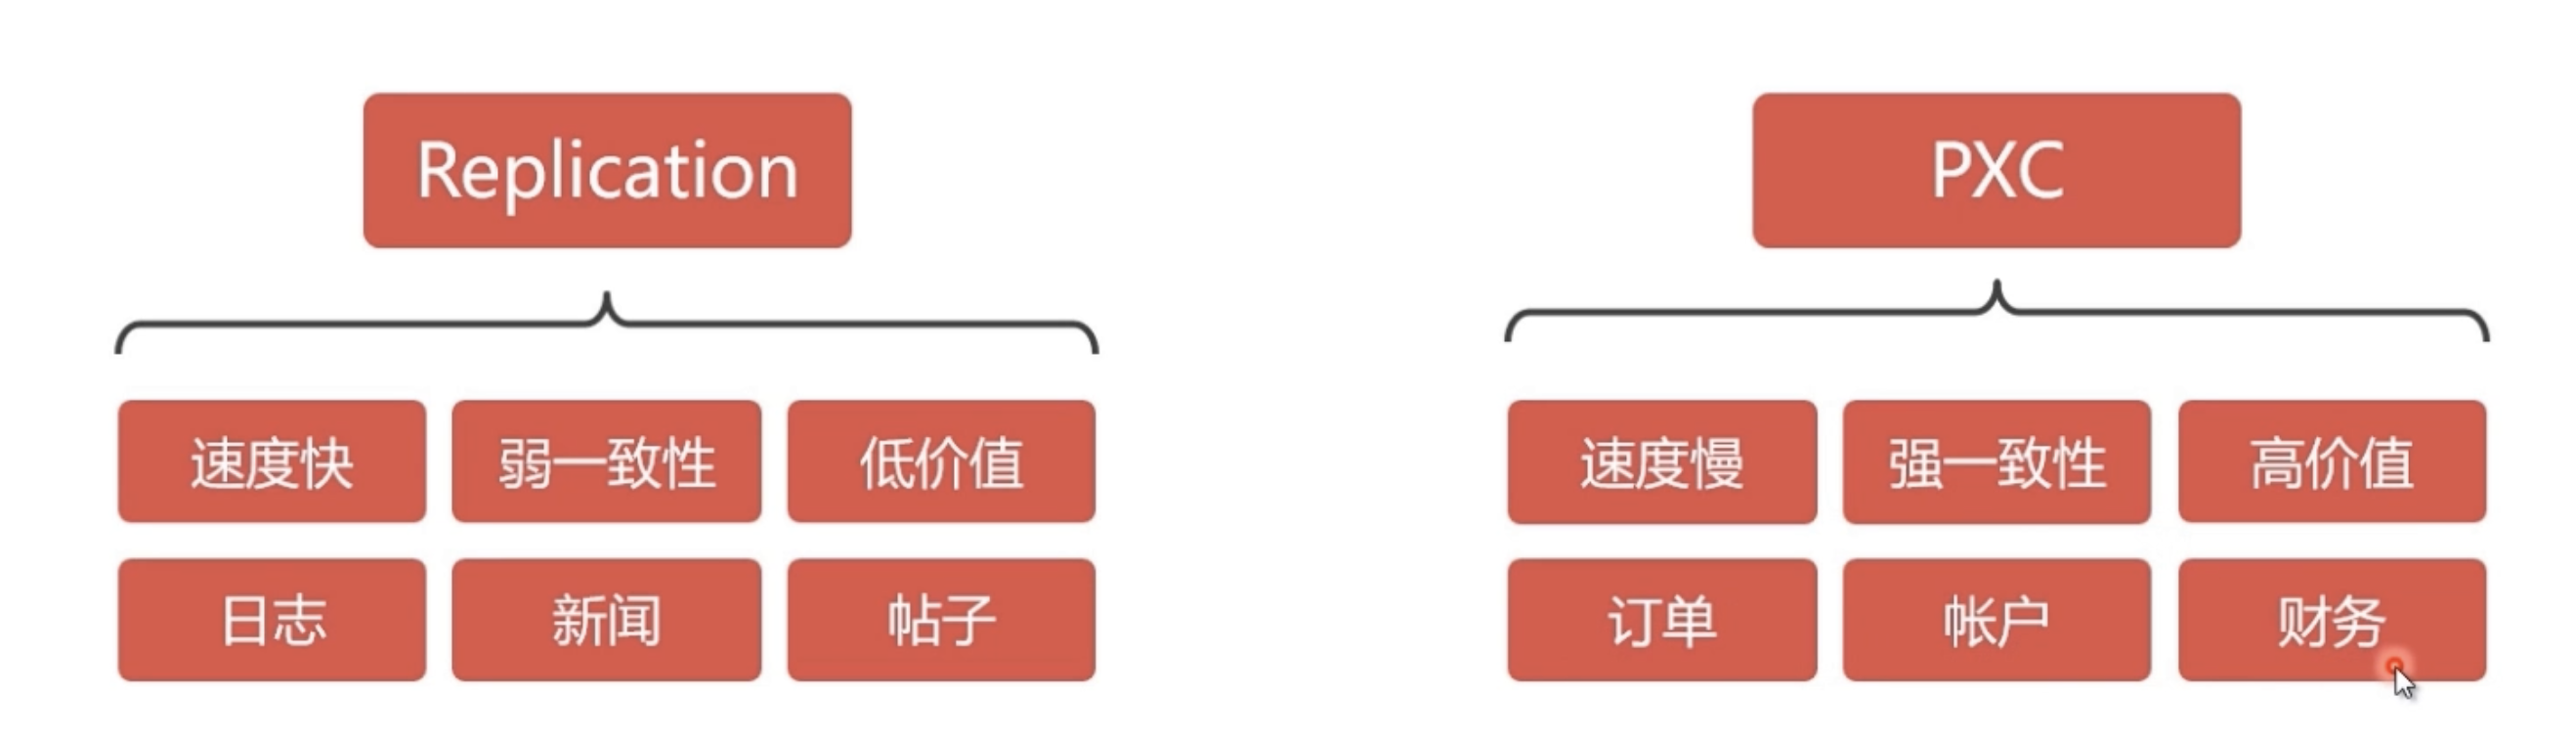 Replication
速度快
弱一致性
低价值
日志
新闻
帖子
PXC
速度慢
强一致性
高价值
订单
帐户
财务